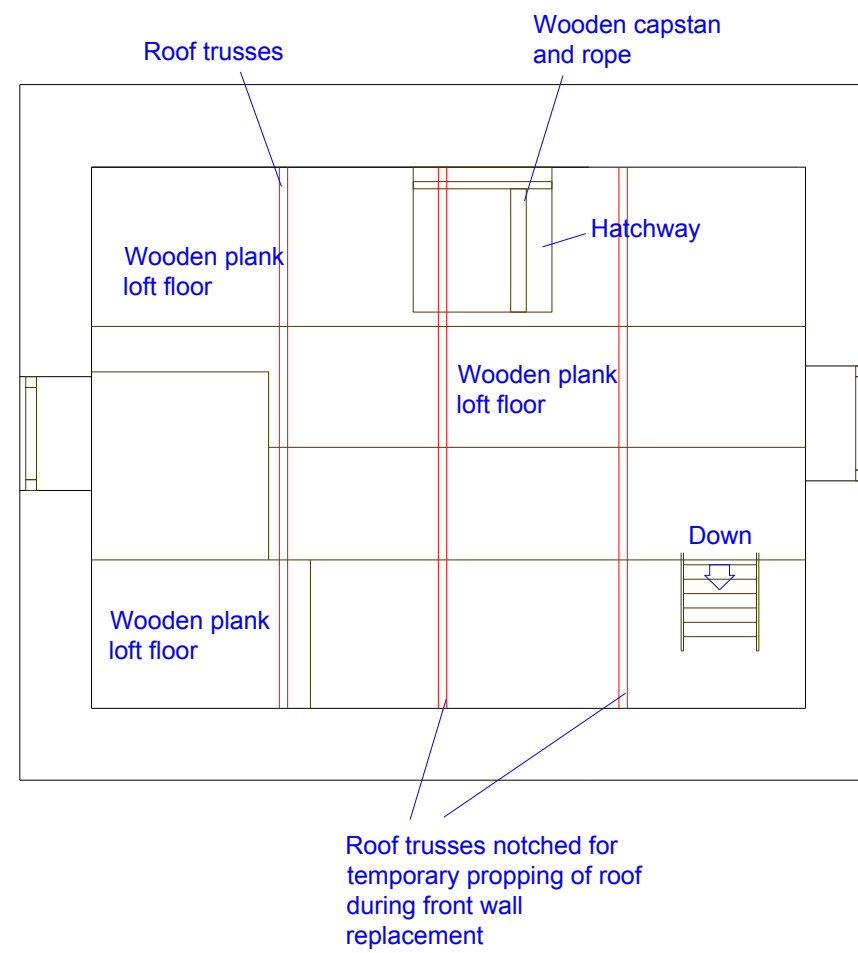 Wooden capstan
and rope
Roof trusses
Hatchway
Wooden plank
loft floor
Wooden plank
loft floor
Down
Wooden plank
loft floor
Roof trusses notched for
temporary propping of roof
during front wall
replacement